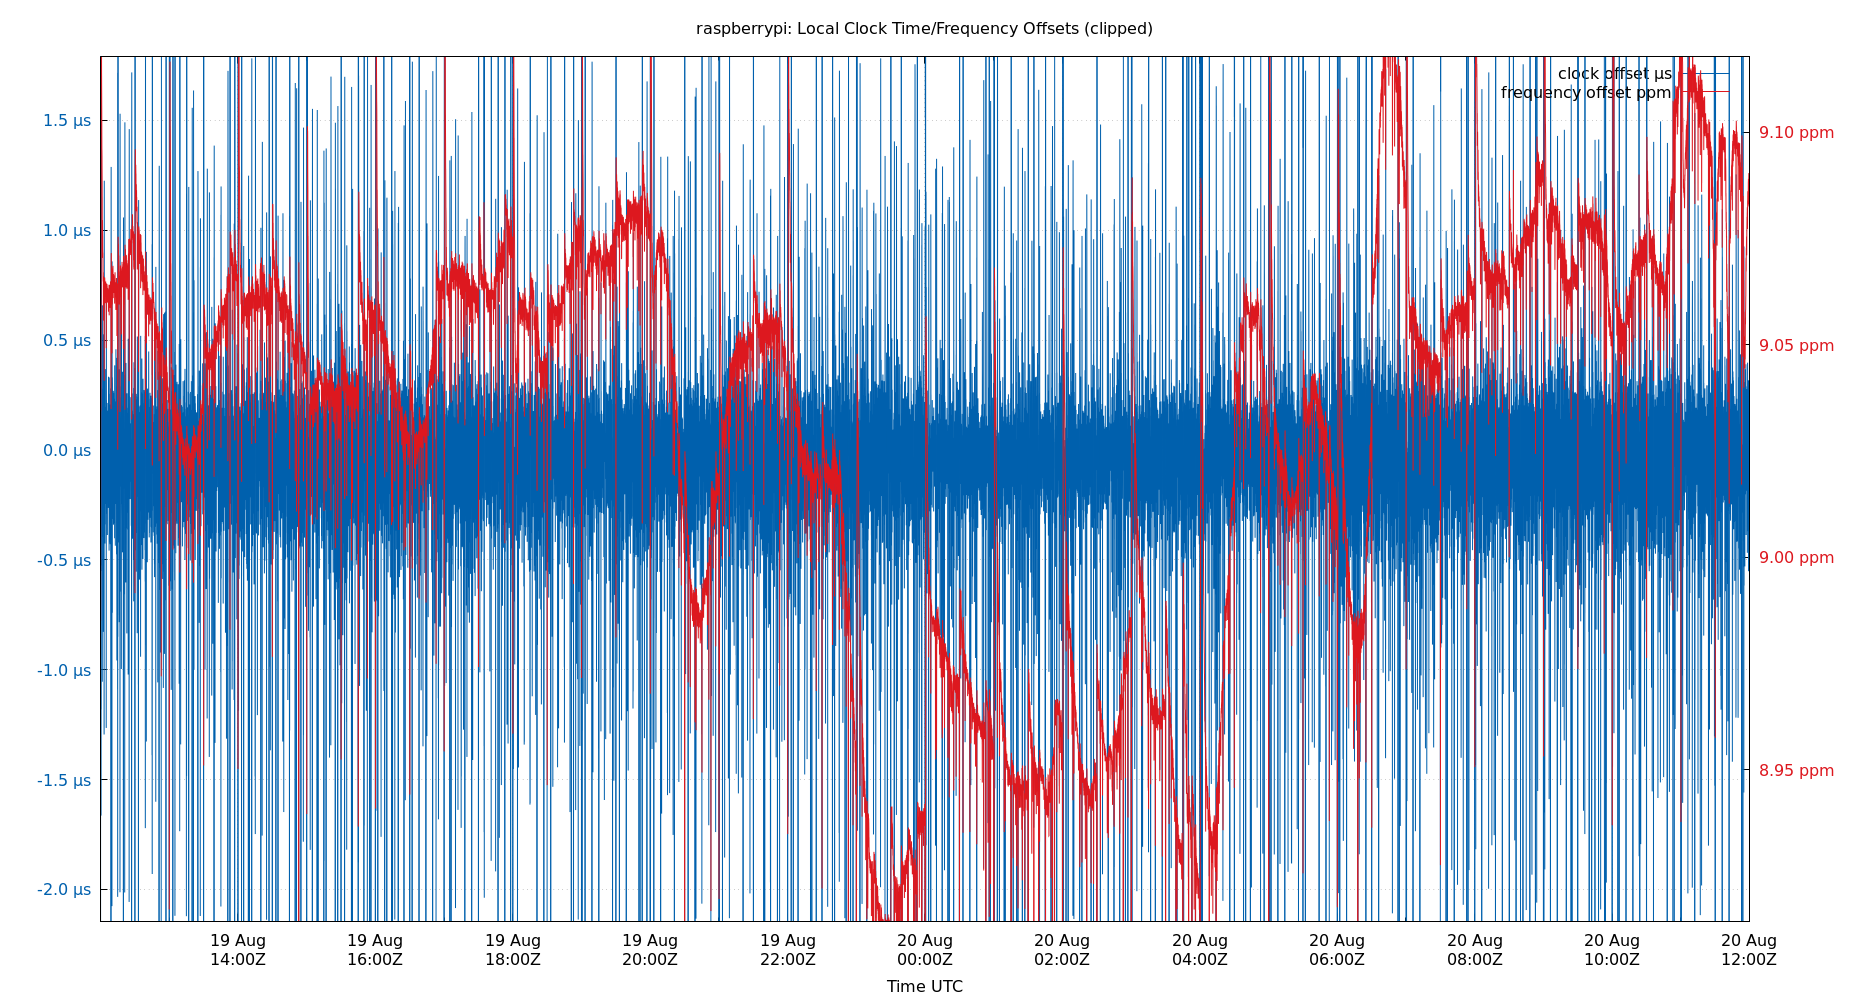 raspberrypi: Local Clock Time/Frequency Offsets (clipped)
clock offset µs
frequency offset ppm
1.5 µs
1.0 µs
0.5 µs
0.0 µs
-0.5 µs
-1.0 µs
-1.5 µs
-2.0 µs
9.10 ppm
9.05 ppm
9.00 ppm
8.95 ppm
19 Aug 19 Aug 19 Aug 19 Aug 19 Aug 20 Aug 20 Aug 20 Aug 20 Aug 20 Aug 20 Aug 20 Aug
14:00Z 16:00Z 18:00Z 20:00Z 22:00Z 00:00Z 02:00Z 04:00Z 06:00Z 08:00Z 10:00Z 12:00Z
Time UTC